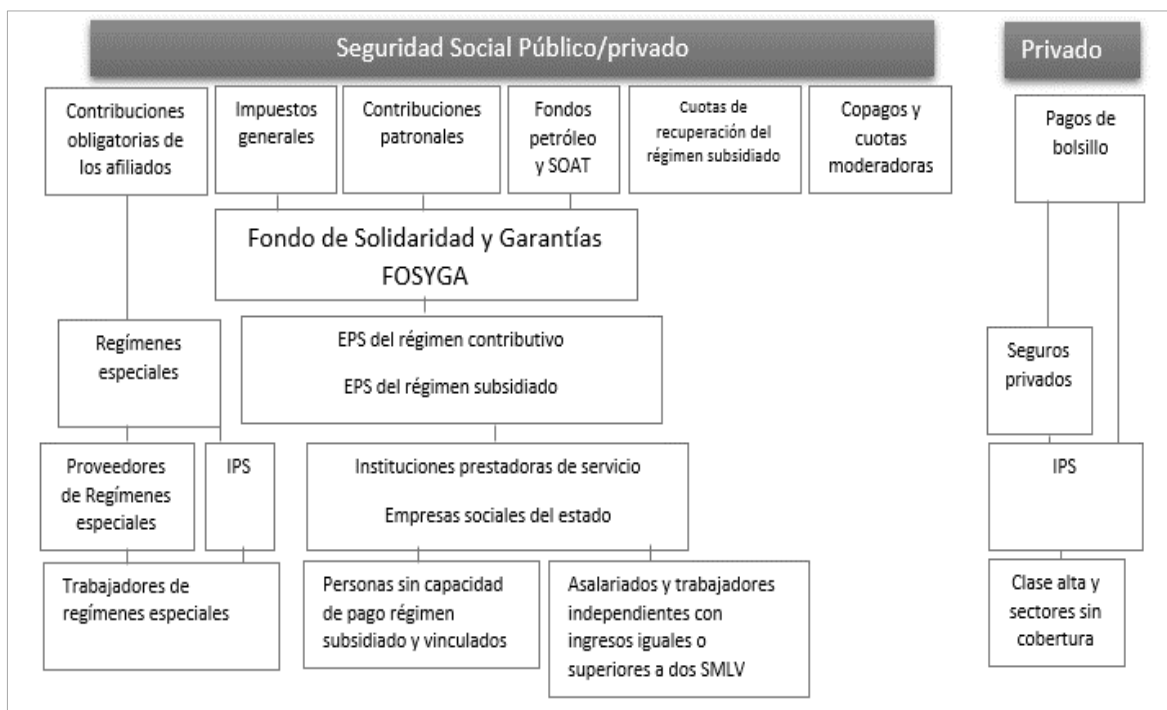 Seguridad Social Público/privado
Privado
Contribuciones
obligatorias de
los afiliados
Impuestos
generales
Contribuciones
patronales
Fondos
petróleo
y SOAT
Cuotas de
recuperación del
régimen subsidiado
Copagos y
cuotas
moderadoras
Pagos de
bolsillo
Fondo de Solidaridad y Garantías
FOSYGA
Regímenes
especiales
EPS del régimen contributivo
EPS del régimen subsidiado
Seguros
privados
Proveedores
de Regímenes
especiales
IPS
Instituciones prestadoras de servicio
Empresas sociales del estado
IPS
Trabajadores de
regímenes especiales
Personas sin capacidad
de pago régimen
subsidiado y vinculados
Asalariados y trabajadores
independientes con
ingresos iguales o
superiores a dos SMLV
Clase alta y
sectores sin
cobertura